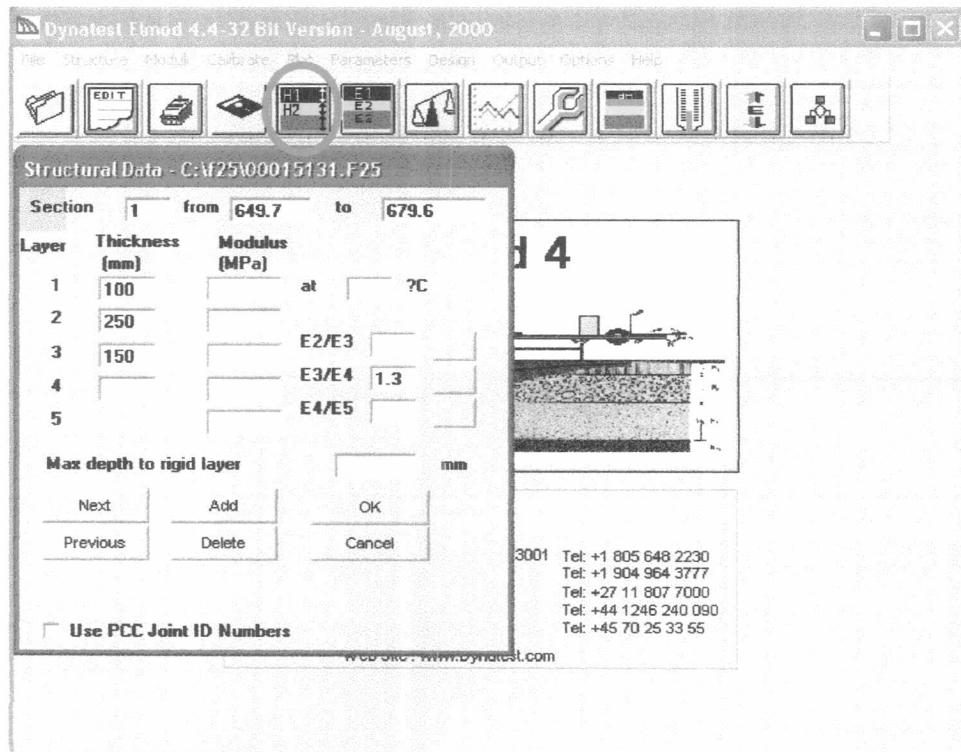 Dynatest Elmod 4.4-32 Bit Version - August, 2000
File Structure Moduli Calibrate Plot Parameters Design Output Options Help
EDIT
H1
H2
E1
E2
E3
Structural Data - C:\f25\00015131.F25
Section 1 from 649.7 to 679.6
Layer Thickness (mm) Modulus (MPa)
1 100 at ?C
2 250
E2/E3
3 150
E3/E4 1.3
4
E4/E5
5
Max depth to rigid layer mm
Next Add OK
Previous Delete Cancel
Use PCC Joint ID Numbers
d 4
3001 Tel: +1 805 648 2230
Tel: +1 904 964 3777
Tel: +27 11 807 7000
Tel: +44 1246 240 090
Tel: +45 70 25 33 55
Web Site : www.Dynatest.com